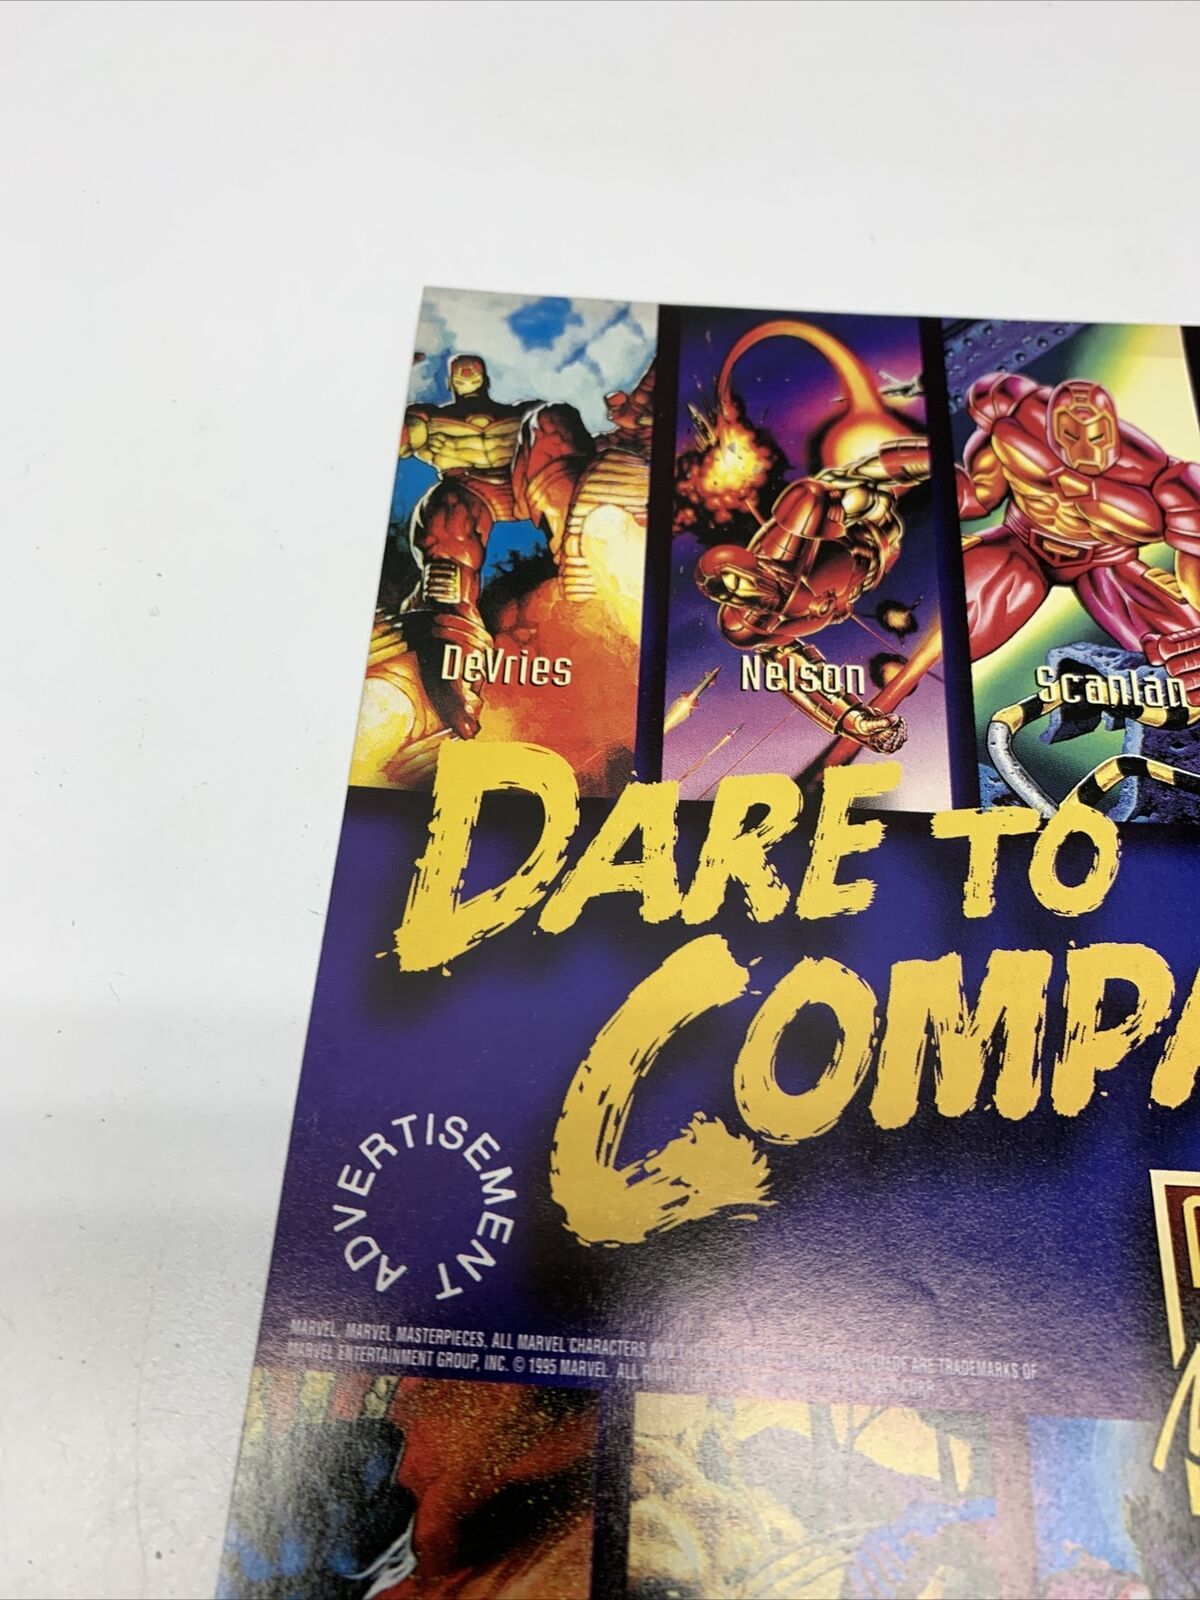 DeVries
Nelson
Scanlan
DARE TO
COMPA
ADVERTISEMENT
MARVEL, MARVEL MASTERPIECES, ALL MARVEL CHARACTERS AND ARE TRADEMARKS OF
MARVEL ENTERTAINMENT GROUP, INC. © 1995 MARVEL. ALL RIGHTS CORP.